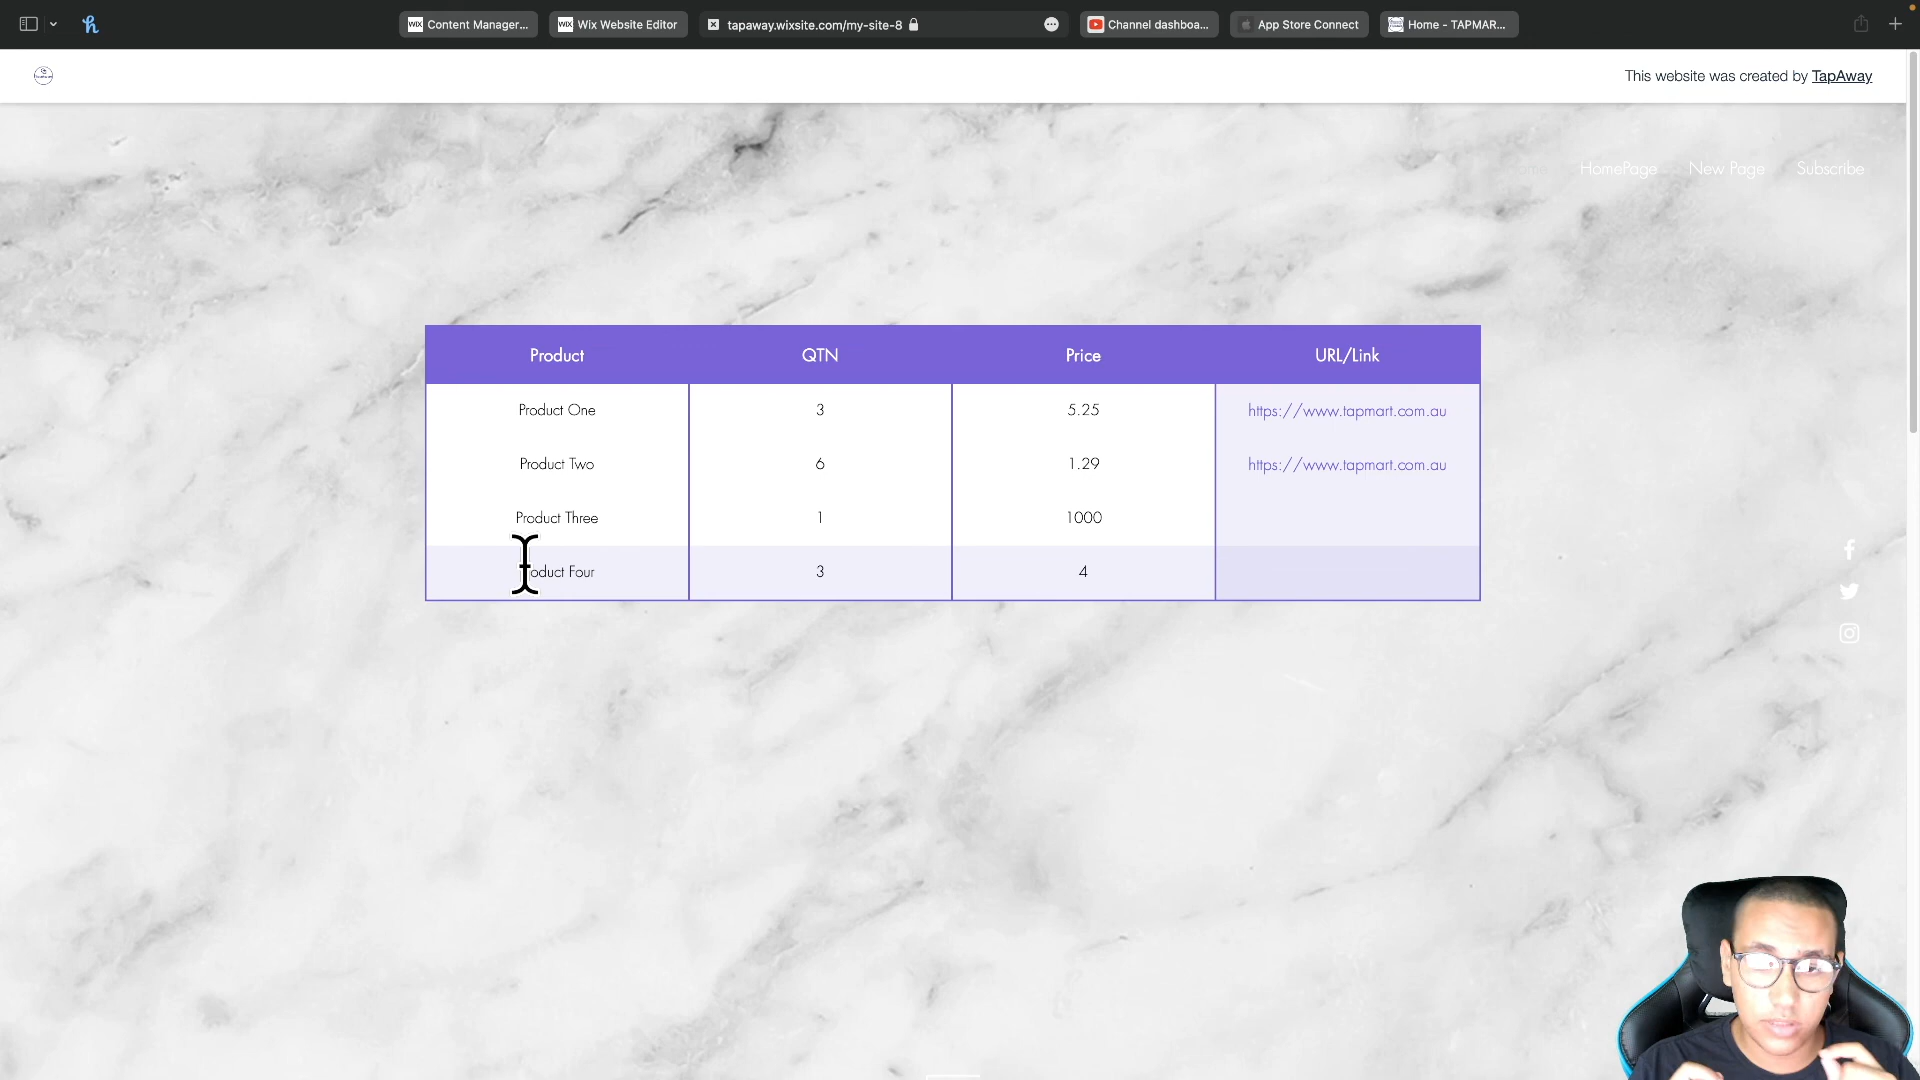 Content Manager...
Wix Website Editor
tapaway.wixsite.com/my-site-8
Channel dashboa...
App Store Connect
Home - TAPMAR...
This website was created by TapAway
HomePage
New Page
Subscribe
Product QTN Price URL/Link
Product One 3 5.25 https://www.tapmart.com.au
Product Two 6 1.29 https://www.tapmart.com.au
Product Three 1 1000
Product Four 3 4